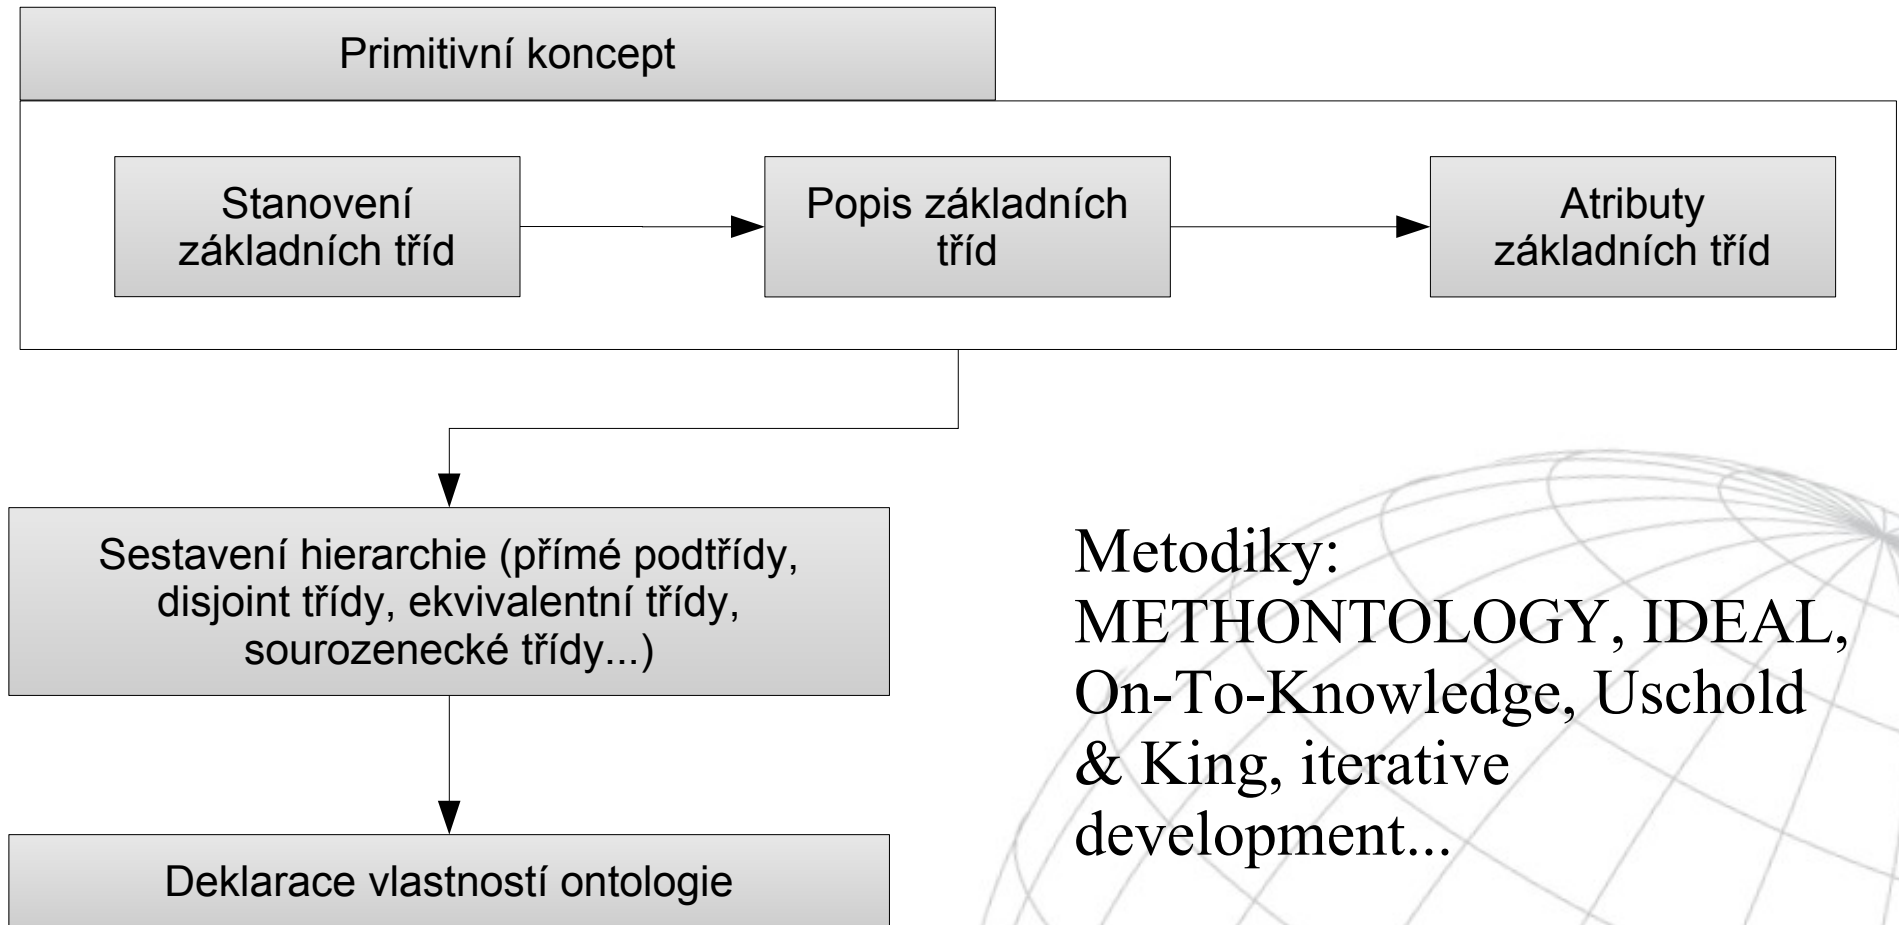 Primitivní koncept
Stanovení
základních tříd
Popis základních
tříd
Atributy
základních tříd
Sestavení hierarchie (přímé podtřídy,
disjoint třídy, ekvivalentní třídy,
sourozenecké třídy...)
Deklarace vlastností ontologie
Metodiky:
METHONTOLOGY, IDEAL,
On-To-Knowledge, Uschold
& King, iterative
development...